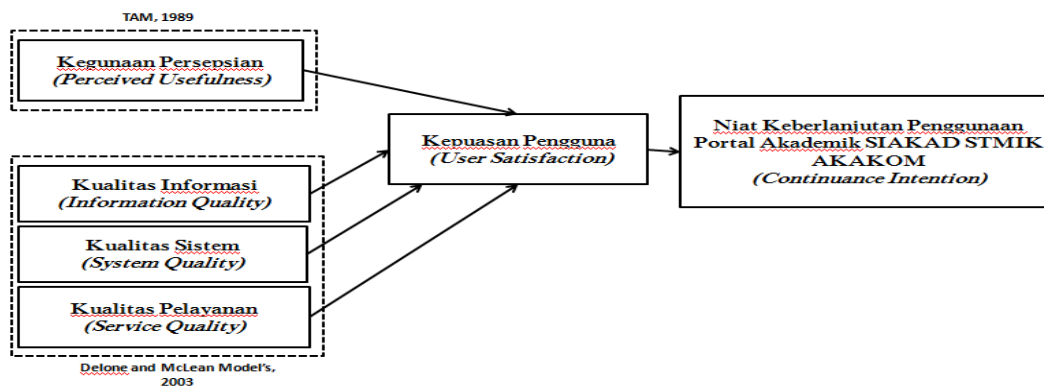 TAM, 1989
Kegunaan Persepsian
(Perceived Usefulness)
Kepuasan Pengguna
(User Satisfaction)
Niat Keberlanjutan Penggunaan
Portal Akademik SIAKAD STMIK
AKAKOM
(Continuance Intention)
Kualitas Informasi
(Information Quality)
Kualitas Sistem
(System Quality)
Kualitas Pelayanan
(Service Quality)
Delone and McLean Model's,
2003